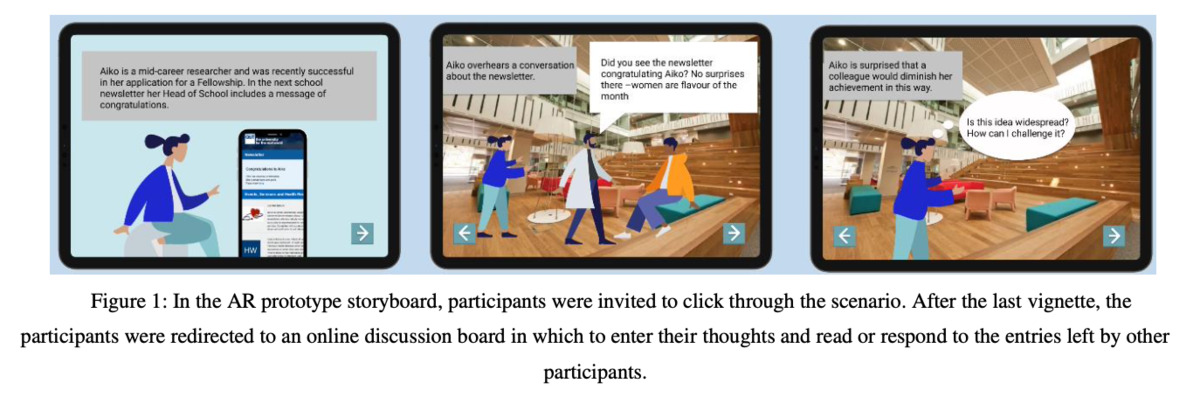 Aiko is a mid-career researcher and was recently successful
in her application for a Fellowship. In the next school
newsletter her Head of School includes a message of
congratulations.
Newsletter
Congratulations to Aiko
HW
Aiko overhears a conversation
about the newsletter.
Did you see the newsletter
congratulating Aiko? No surprises
there –women are flavour of the
month
Aiko is surprised that a
colleague would diminish her
achievement in this way.
Is this idea widespread?
How can I challenge it?
Figure 1: In the AR prototype storyboard, participants were invited to click through the scenario. After the last vignette, the
participants were redirected to an online discussion board in which to enter their thoughts and read or respond to the entries left by other
participants.